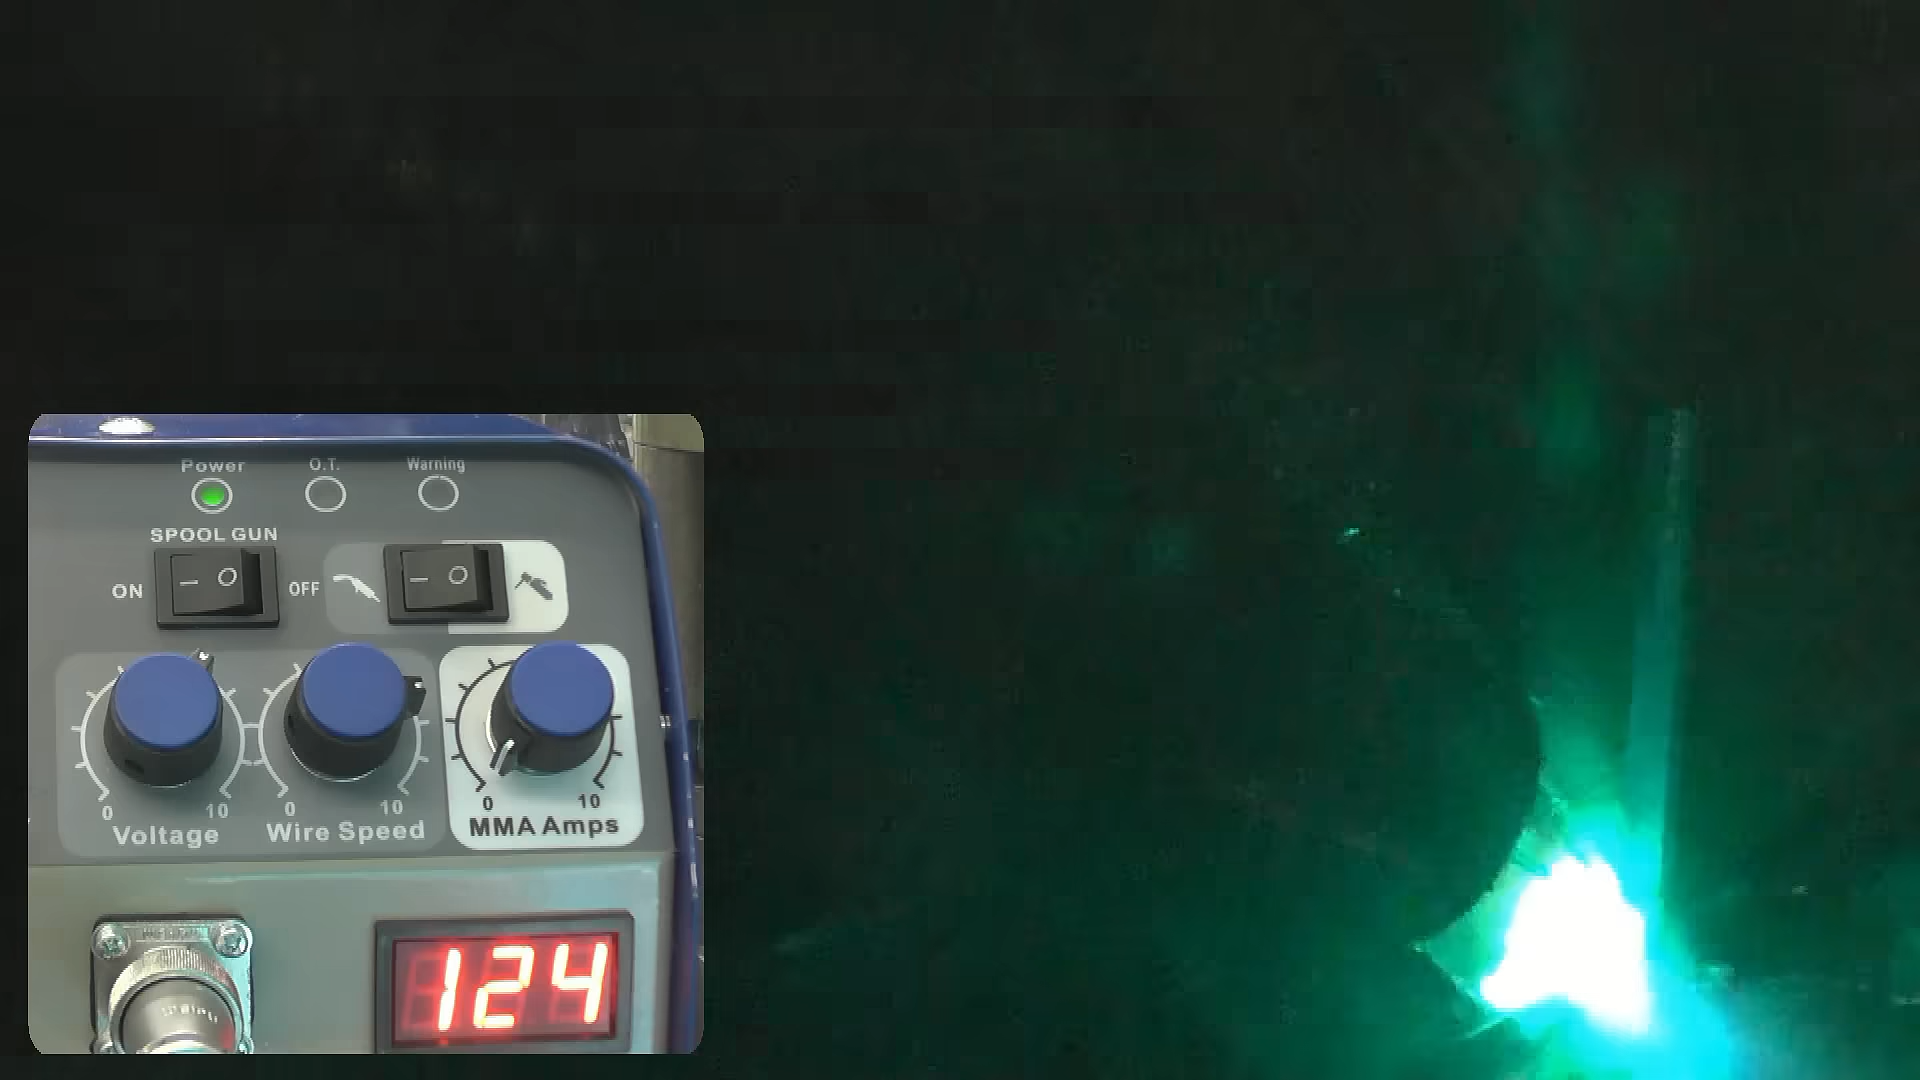 Power O.T. Warning
SPOOL GUN
ON OFF
0 10 0 10 0 10
Voltage Wire Speed MMA Amps
124